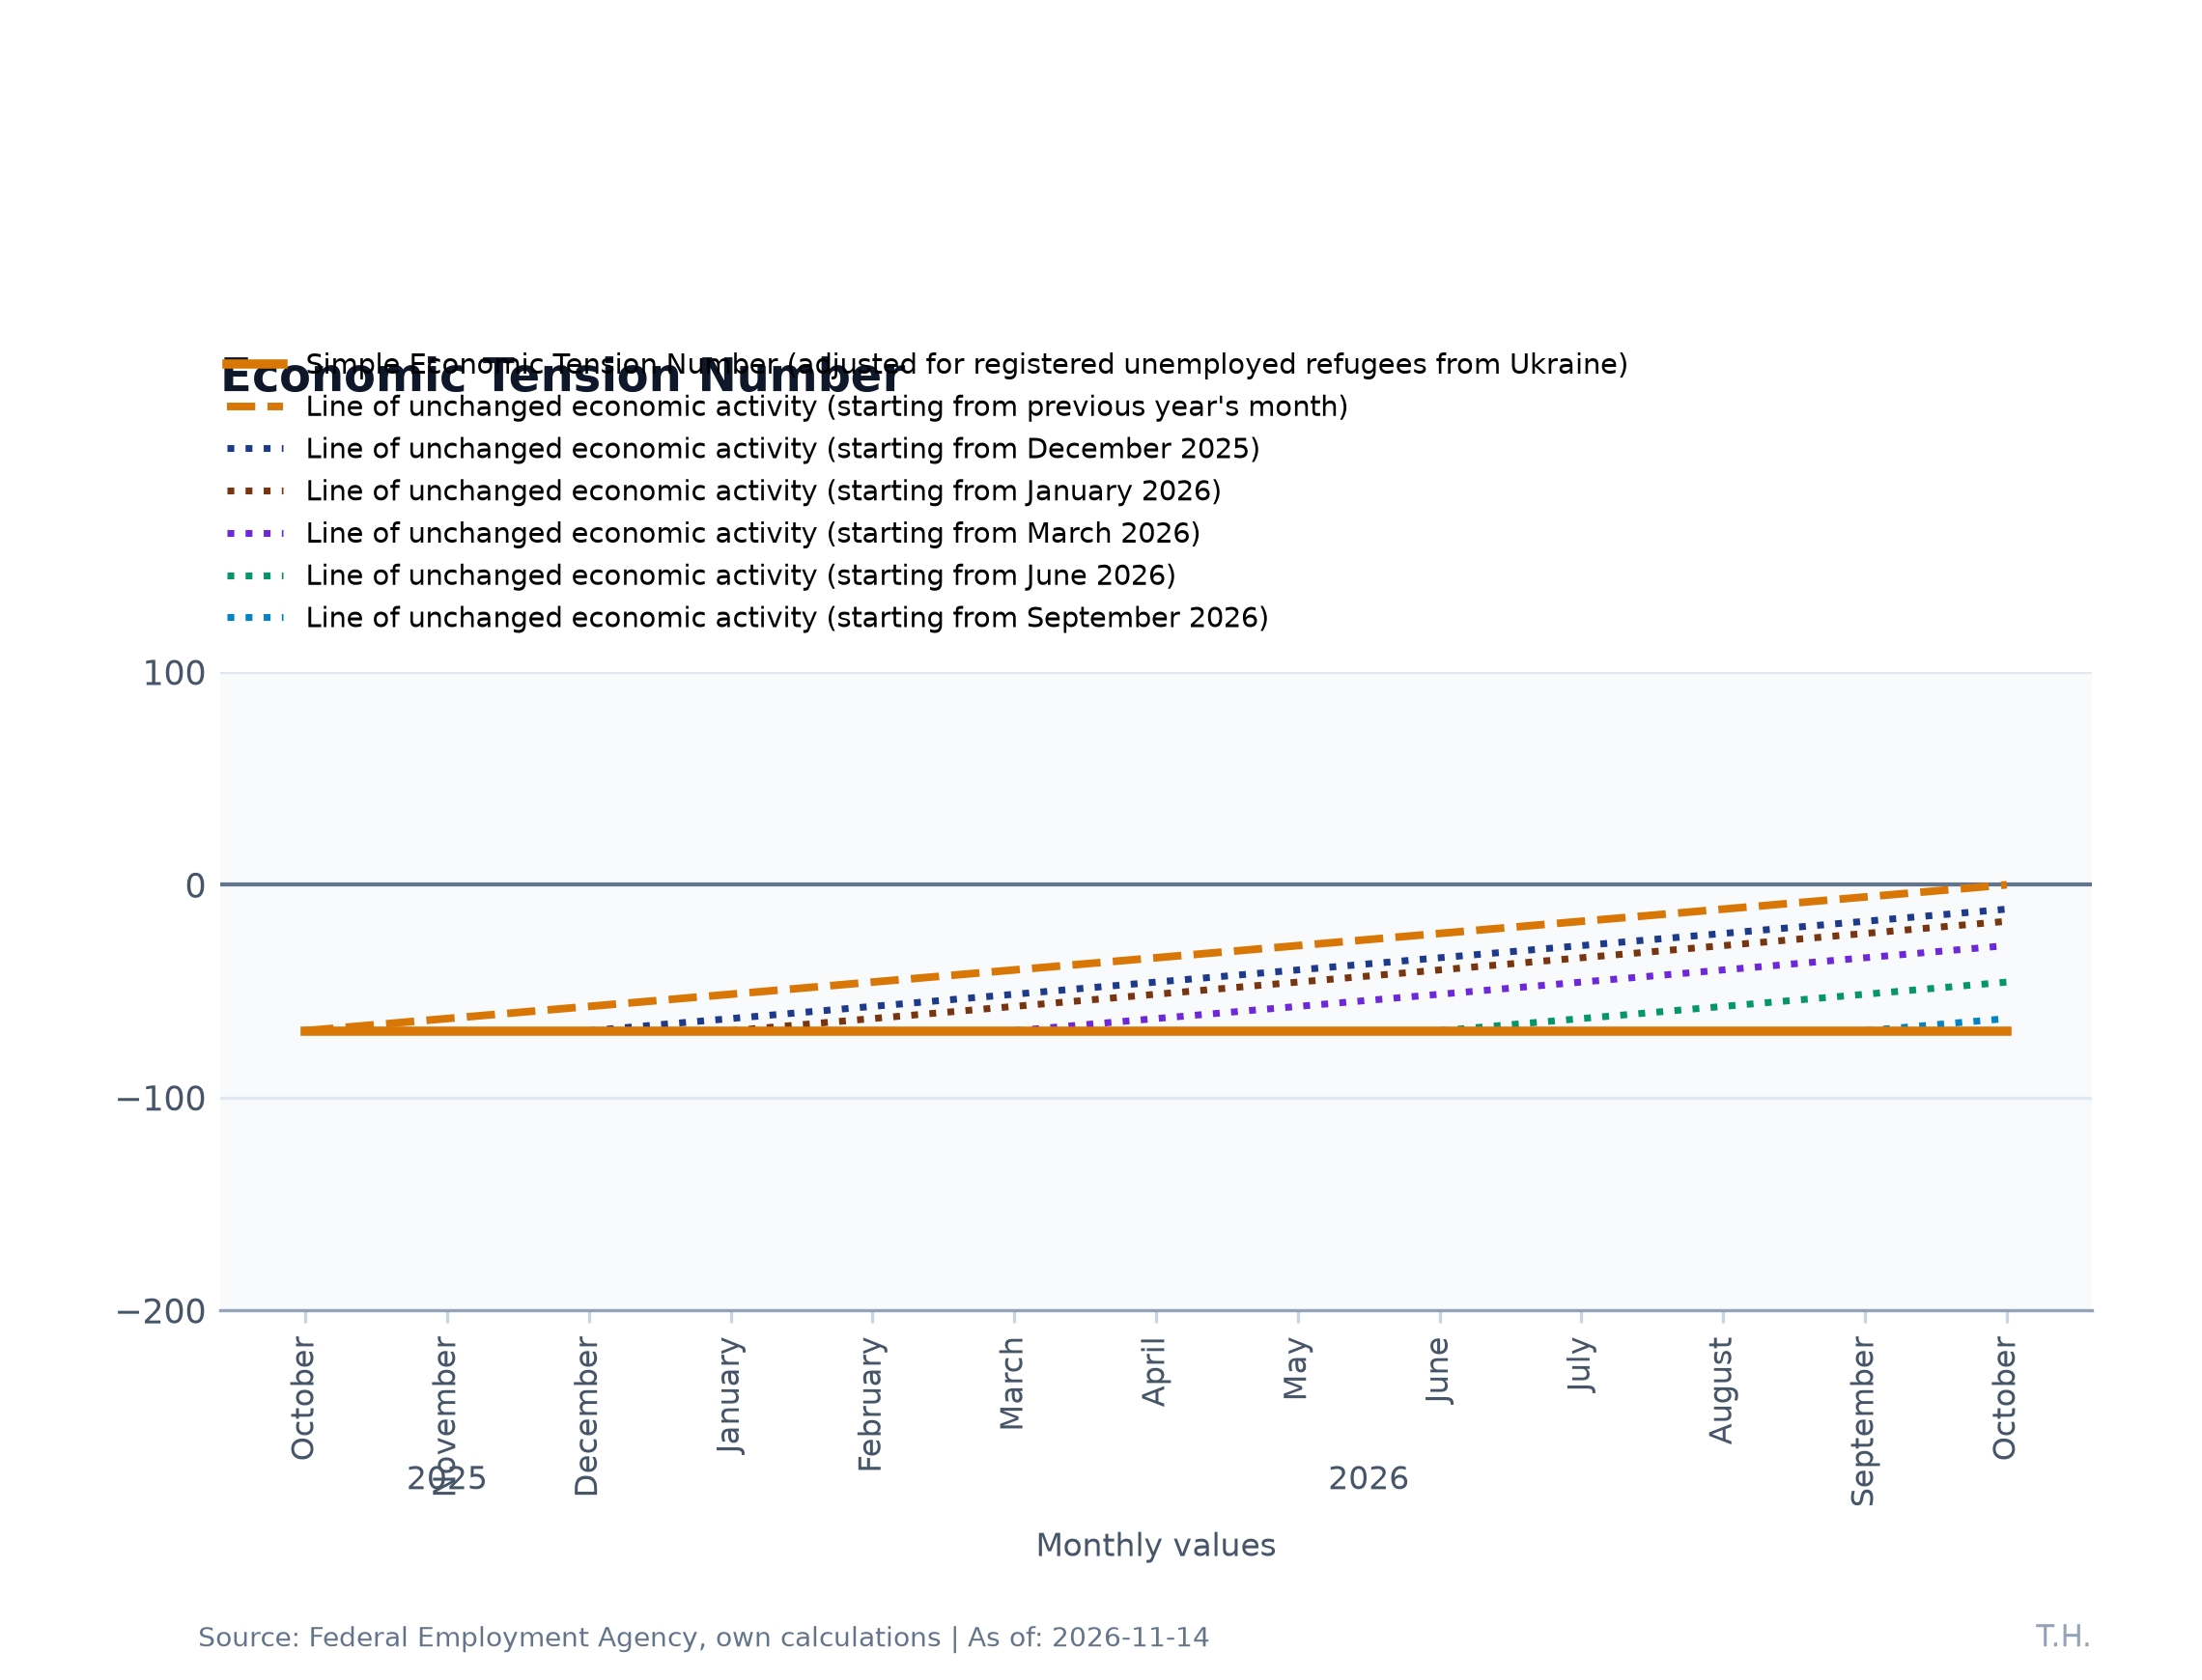 Economic Tension Number
Simple Economic Tension Number (adjusted for registered unemployed refugees from Ukraine)
Line of unchanged economic activity (starting from previous year's month)
Line of unchanged economic activity (starting from December 2025)
Line of unchanged economic activity (starting from January 2026)
Line of unchanged economic activity (starting from March 2026)
Line of unchanged economic activity (starting from June 2026)
Line of unchanged economic activity (starting from September 2026)
100
0
−100
−200
October
November
December
January
February
March
April
May
June
July
August
September
October
2025
2026
Monthly values
Source: Federal Employment Agency, own calculations | As of: 2026-11-14
T.H.